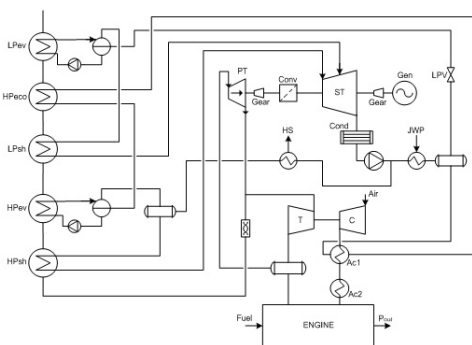 LPev
HPeco
LPsh
HPev
HPsh
PT
Gear
Conv
ST
Gear
Gen
LPV
Cond
HS
JWP
Air
T
C
Ac1
Ac2
Fuel
ENGINE
Pout